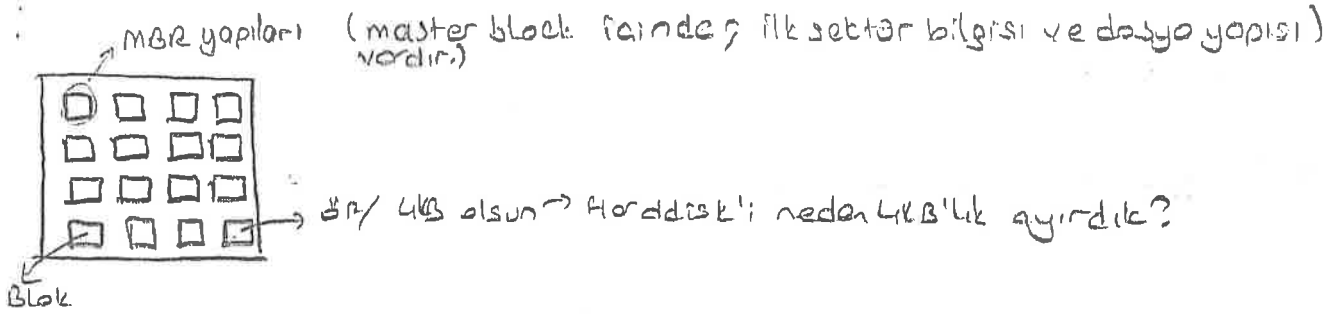 MBR yapıları (master block içinde; ilk sektör bilgisi ve dosya yapısı)
vardır.)
ör/ 4KB olsun → Harddisk'i neden 4KB'lık ayırdık?
Blok